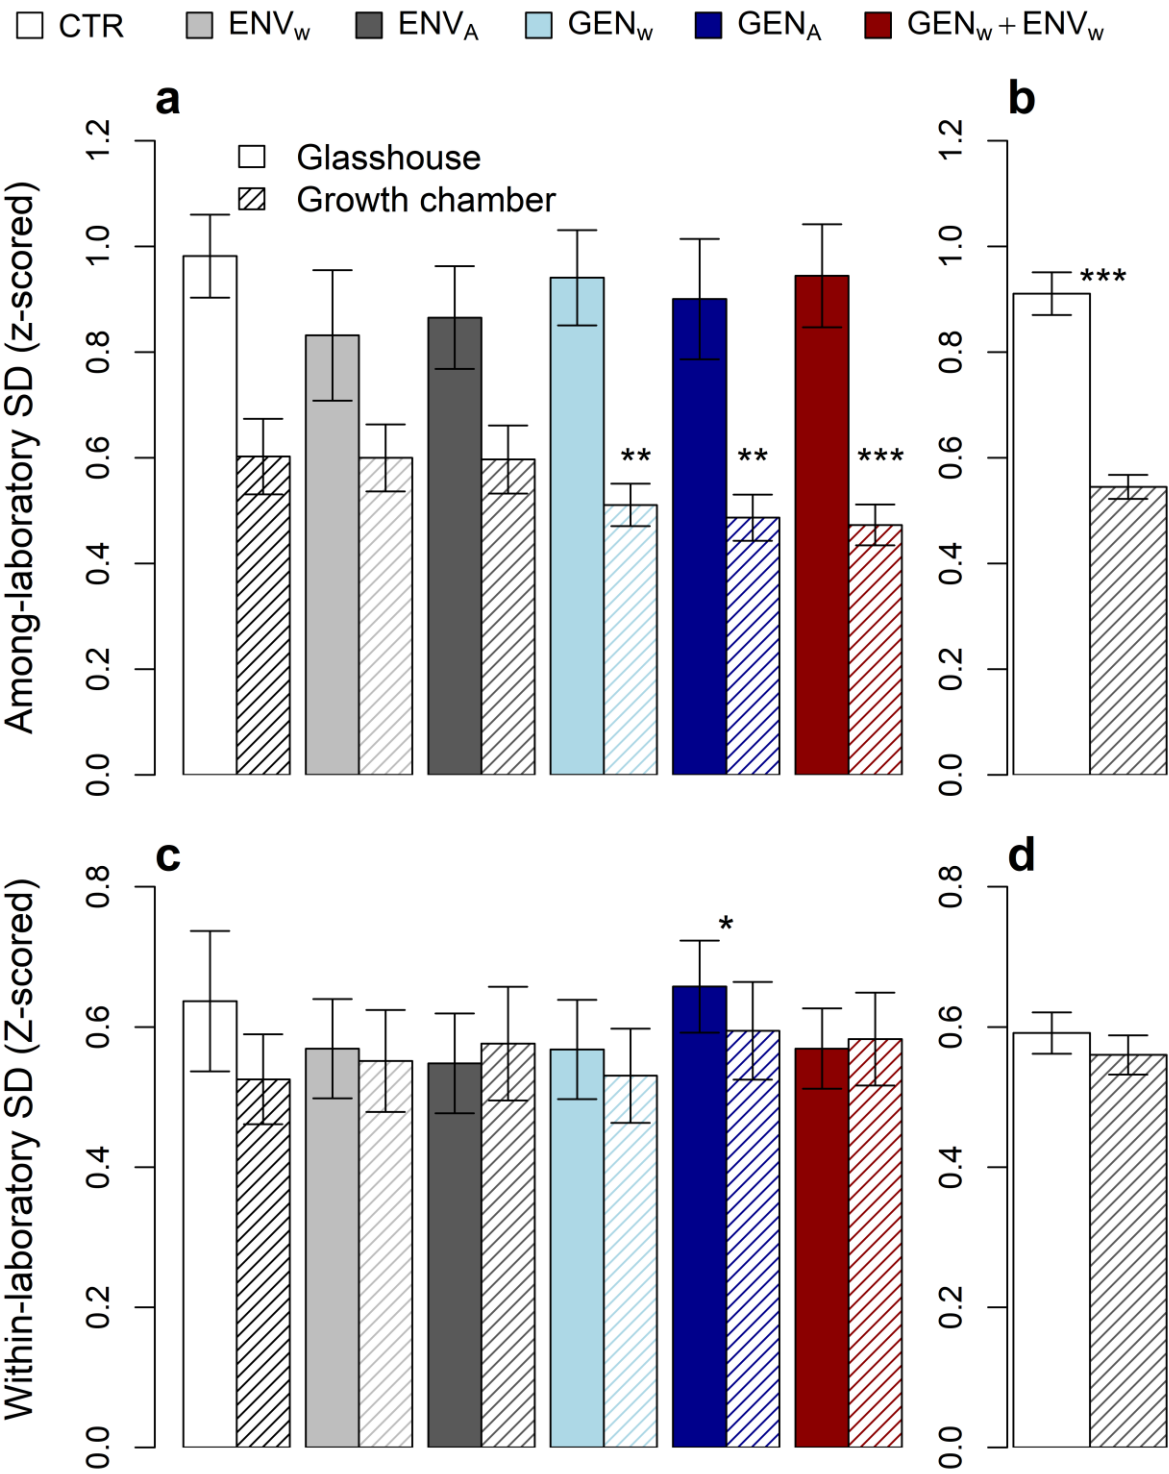 CTR ENVw ENVA GENw GENA GENw + ENVw
a b
Glasshouse
Growth chamber
Among-laboratory SD (z-scored)
0.0 0.2 0.4 0.6 0.8 1.0 1.2
** ** ***
0.0 0.2 0.4 0.6 0.8 1.0 1.2
***
c d
Within-laboratory SD (Z-scored)
0.0 0.2 0.4 0.6 0.8
*
0.0 0.2 0.4 0.6 0.8